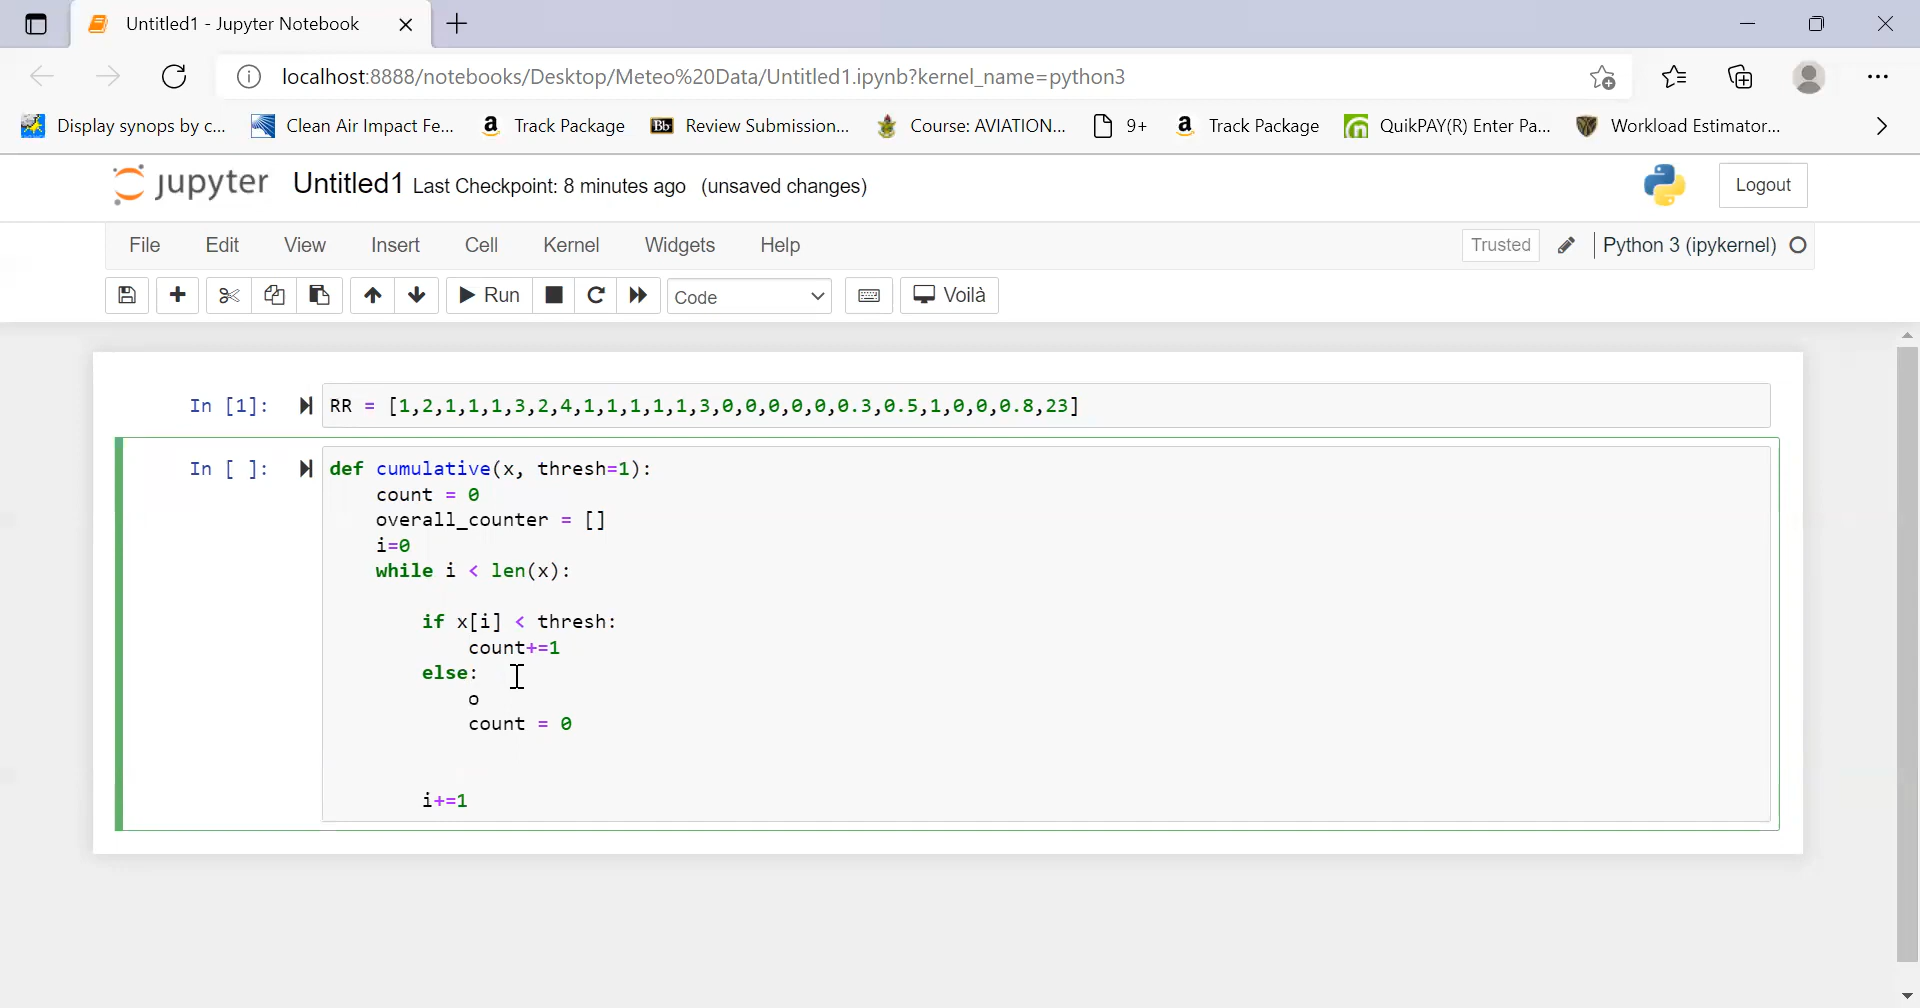 Untitled1 - Jupyter Notebook
localhost:8888/notebooks/Desktop/Meteo%20Data/Untitled1.ipynb?kernel_name=python3
Display synops by c... Clean Air Impact Fe... a Track Package Bb Review Submission... Course: AVIATION... 9+ a Track Package QuikPAY(R) Enter Pa... Workload Estimator...
jupyter Untitled1 Last Checkpoint: 8 minutes ago (unsaved changes) Logout
File Edit View Insert Cell Kernel Widgets Help Trusted Python 3 (ipykernel)
Run Code Voilà
In [1]: RR = [1,2,1,1,1,3,2,4,1,1,1,1,1,3,0,0,0,0,0,0.3,0.5,1,0,0,0.8,23]
In [ ]: def cumulative(x, thresh=1):
count = 0
overall_counter = []
i=0
while i < len(x):
if x[i] < thresh:
count+=1
else:
o
count = 0
i+=1